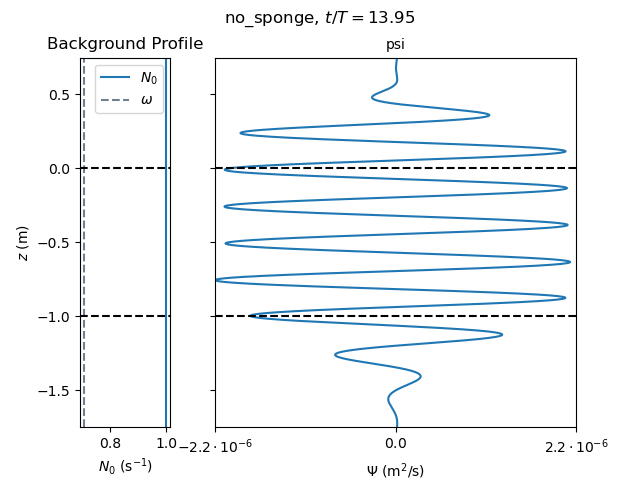 no_sponge, t/T = 13.95
Background Profile
psi
N₀
ω
0.5
0.0
−0.5
−1.0
−1.5
z (m)
0.8
1.0
N₀ (s⁻¹)
−2.2 · 10⁻⁶
0.0
2.2 · 10⁻⁶
Ψ (m²/s)